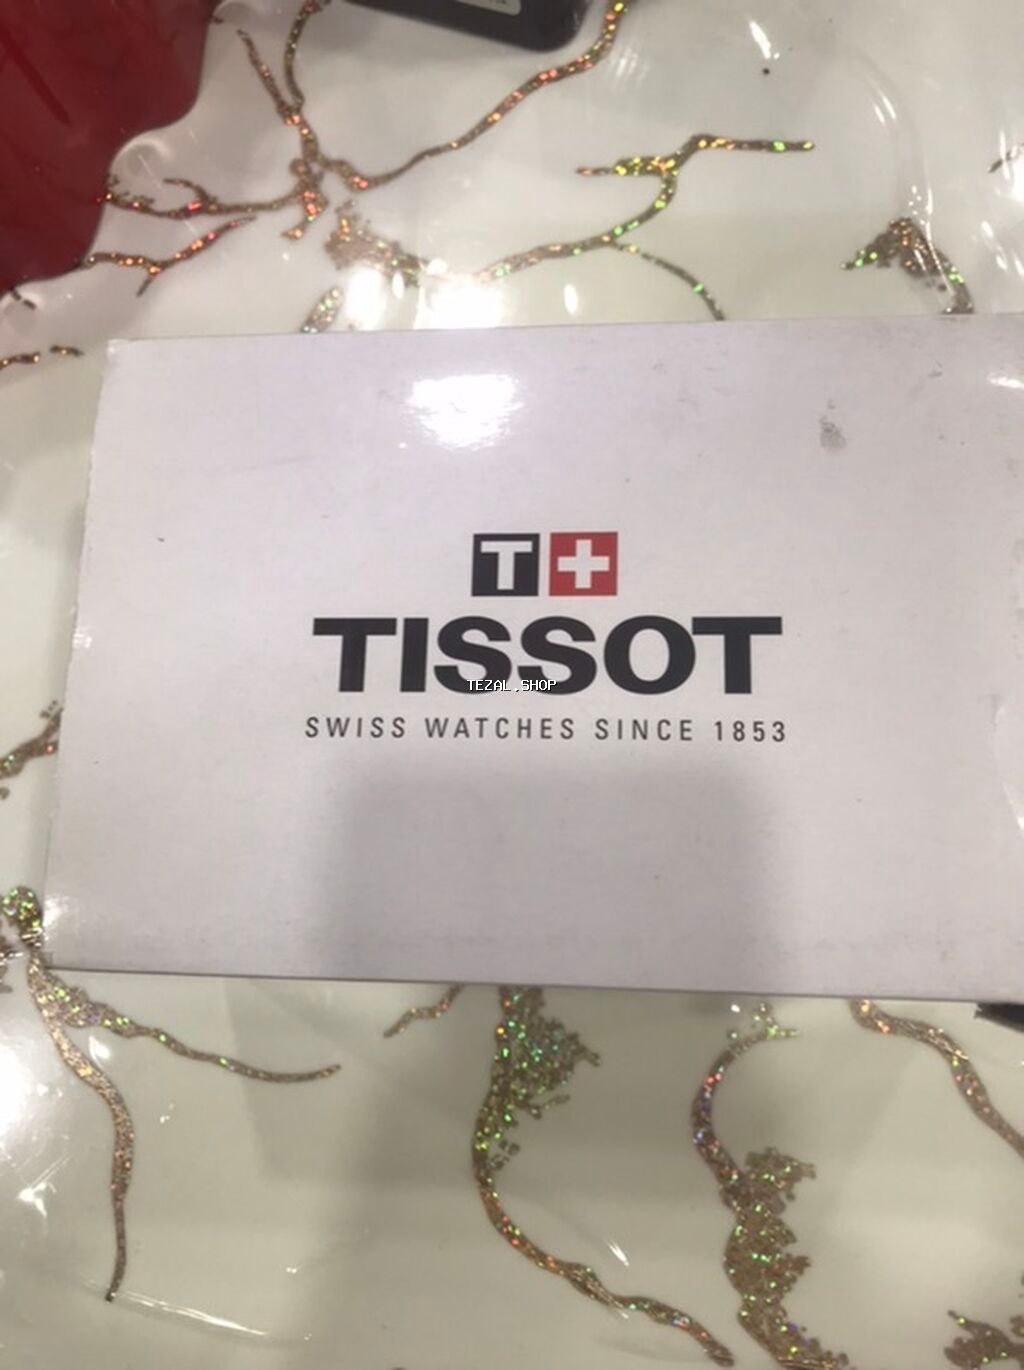 T+
TISSOT
TEZAL.SHOP
SWISS WATCHES SINCE 1853